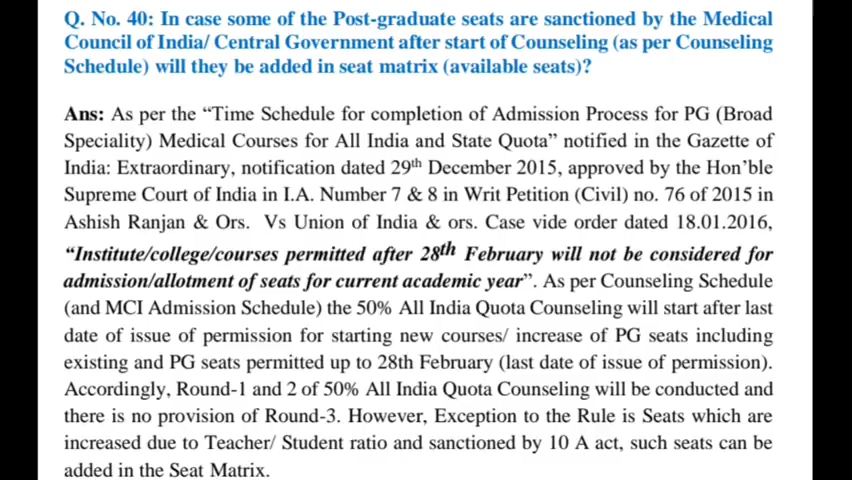 Q. No. 40: In case some of the Post-graduate seats are sanctioned by the Medical
Council of India/ Central Government after start of Counseling (as per Counseling
Schedule) will they be added in seat matrix (available seats)?
Ans: As per the “Time Schedule for completion of Admission Process for PG (Broad
Speciality) Medical Courses for All India and State Quota” notified in the Gazette of
India: Extraordinary, notification dated 29th December 2015, approved by the Hon’ble
Supreme Court of India in I.A. Number 7 & 8 in Writ Petition (Civil) no. 76 of 2015 in
Ashish Ranjan & Ors. Vs Union of India & ors. Case vide order dated 18.01.2016,
“Institute/college/courses permitted after 28th February will not be considered for
admission/allotment of seats for current academic year”. As per Counseling Schedule
(and MCI Admission Schedule) the 50% All India Quota Counseling will start after last
date of issue of permission for starting new courses/ increase of PG seats including
existing and PG seats permitted up to 28th February (last date of issue of permission).
Accordingly, Round-1 and 2 of 50% All India Quota Counseling will be conducted and
there is no provision of Round-3. However, Exception to the Rule is Seats which are
increased due to Teacher/ Student ratio and sanctioned by 10 A act, such seats can be
added in the Seat Matrix.